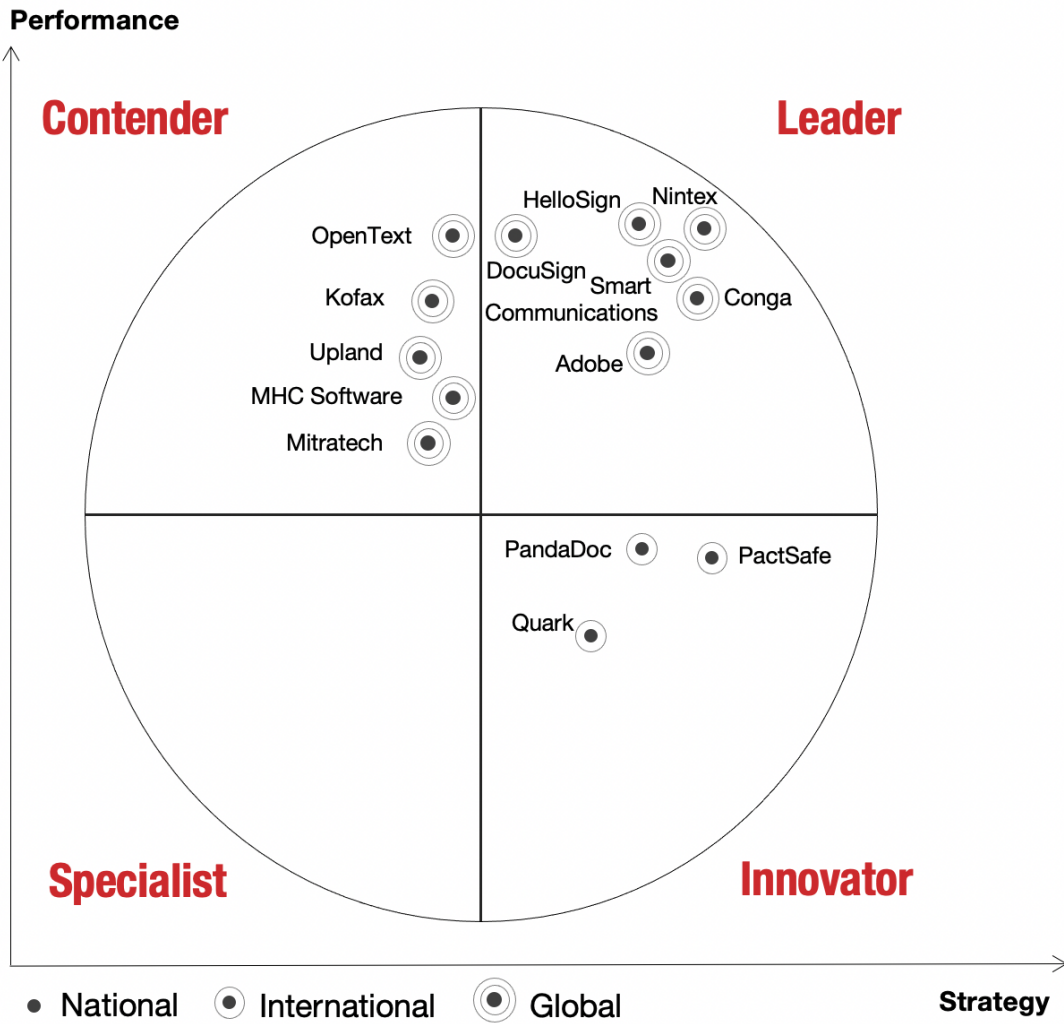 Performance
Contender
Leader
HelloSign
Nintex
OpenText
DocuSign
Smart
Communications
Kofax
Conga
Upland
Adobe
MHC Software
Mitratech
PandaDoc
PactSafe
Quark
Specialist
Innovator
National
International
Global
Strategy